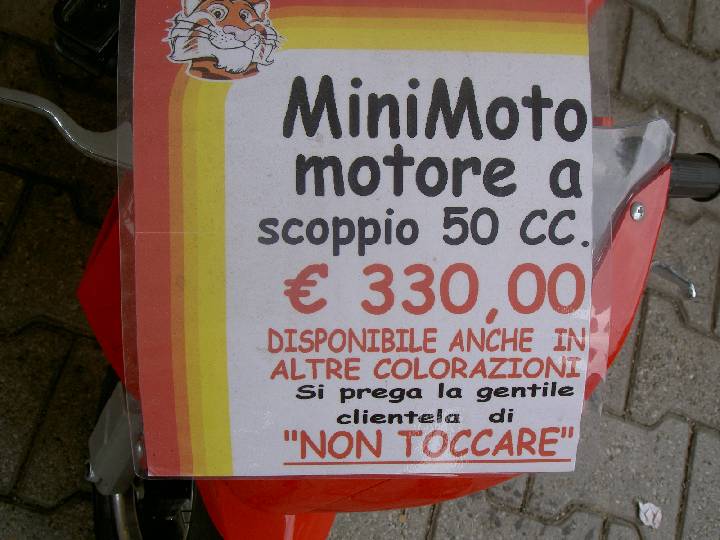 MiniMoto
motore a
scoppio 50 CC.
€ 330,00
DISPONIBILE ANCHE IN
ALTRE COLORAZIONI
Si prega la gentile
clientela di
"NON TOCCARE"